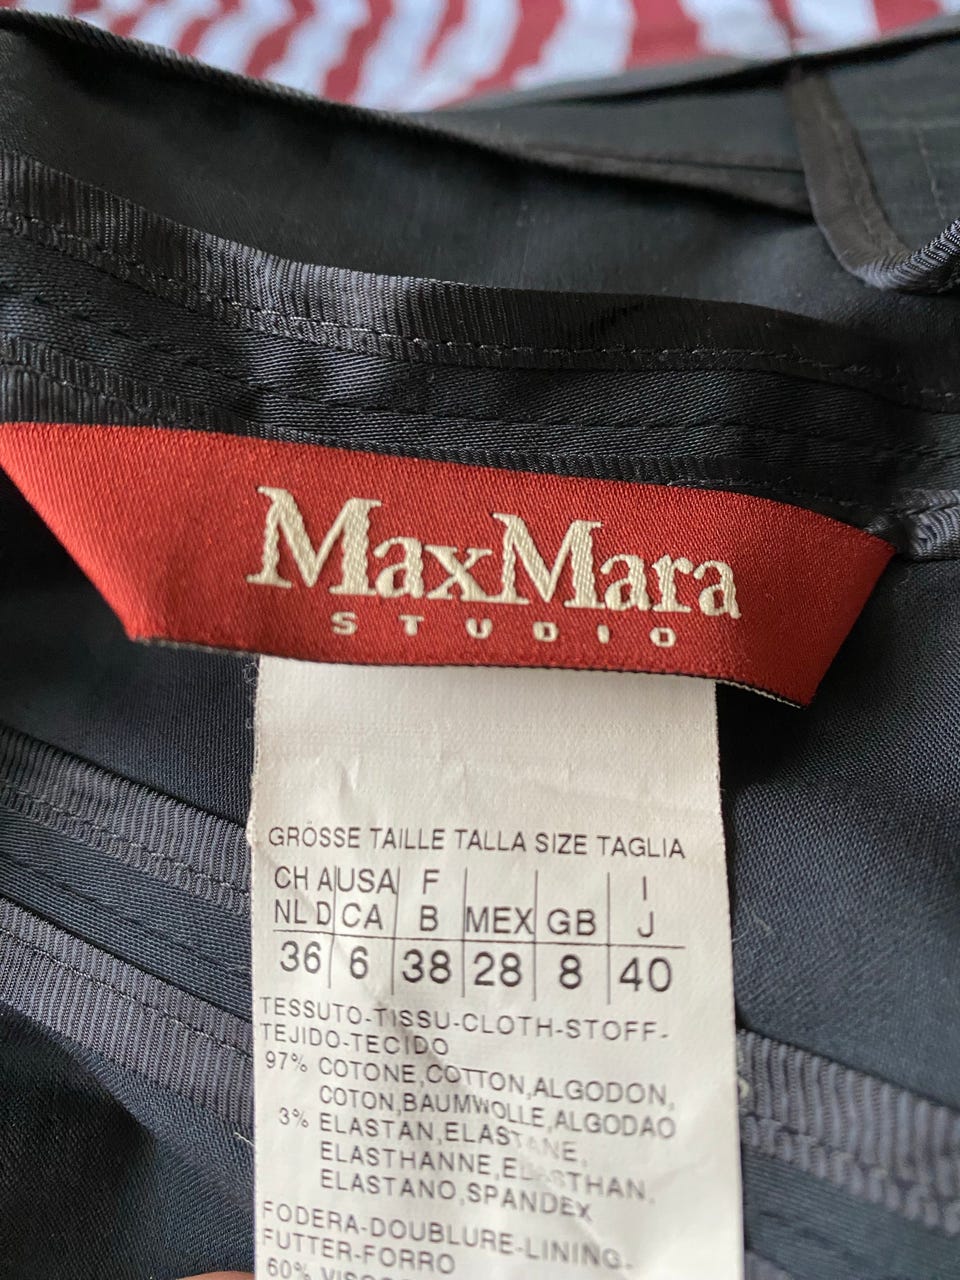 MaxMara
STUDIO
GRÖSSE TAILLE TALLA SIZE TAGLIA
CH A USA F I
NL D CA B MEX GB J
36 6 38 28 8 40
TESSUTO-TISSU-CLOTH-STOFF-
TEJIDO-TECIDO
97% COTONE,COTTON,ALGODON,
COTON,BAUMWOLLE,ALGODAO
3% ELASTAN,ELASTANE,
ELASTHANNE,ELASTHAN,
ELASTANO,SPANDEX
FODERA-DOUBLURE-LINING-
FUTTER-FORRO
60%